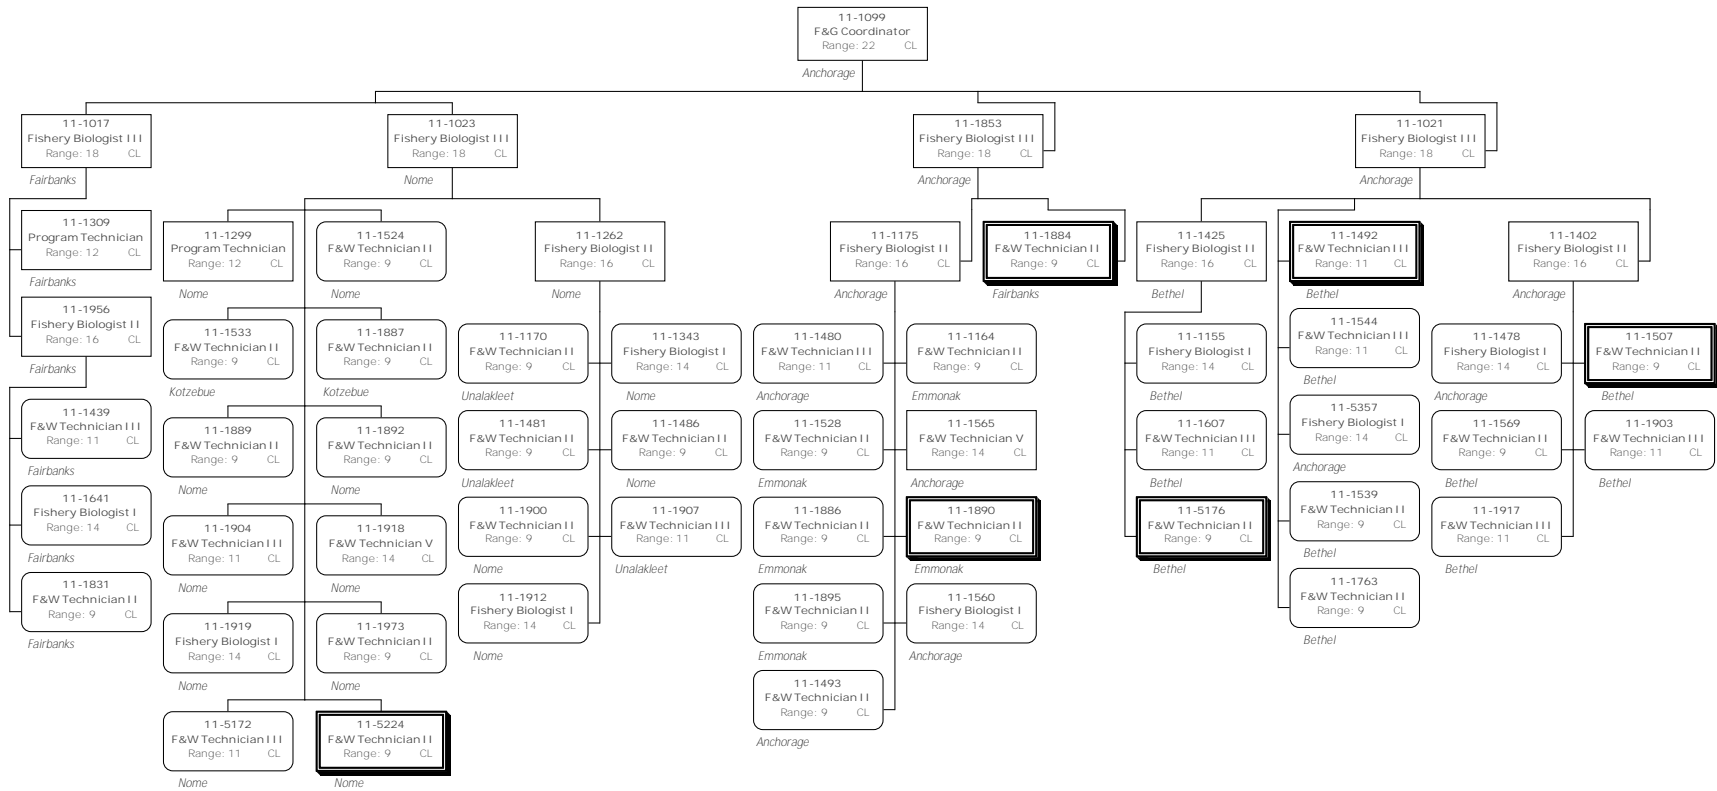 11-1099
F&G Coordinator
Range: 22 CL
Anchorage
11-1017
Fishery Biologist III
Range: 18 CL
Fairbanks
11-1023
Fishery Biologist III
Range: 18 CL
Nome
11-1853
Fishery Biologist III
Range: 18 CL
Anchorage
11-1021
Fishery Biologist III
Range: 18 CL
Anchorage
11-1309
Program Technician
Range: 12 CL
Fairbanks
11-1956
Fishery Biologist II
Range: 16 CL
Fairbanks
11-1439
F&W Technician III
Range: 11 CL
Fairbanks
11-1641
Fishery Biologist I
Range: 14 CL
Fairbanks
11-1831
F&W Technician II
Range: 9 CL
Fairbanks
11-1299
Program Technician
Range: 12 CL
Nome
11-1524
F&W Technician II
Range: 9 CL
Nome
11-1533
F&W Technician II
Range: 9 CL
Kotzebue
11-1887
F&W Technician II
Range: 9 CL
Kotzebue
11-1889
F&W Technician II
Range: 9 CL
Nome
11-1892
F&W Technician II
Range: 9 CL
Nome
11-1904
F&W Technician III
Range: 11 CL
Nome
11-1918
F&W Technician V
Range: 14 CL
Nome
11-1919
Fishery Biologist I
Range: 14 CL
Nome
11-1973
F&W Technician II
Range: 9 CL
Nome
11-5172
F&W Technician III
Range: 11 CL
Nome
11-5224
F&W Technician II
Range: 9 CL
Nome
11-1262
Fishery Biologist II
Range: 16 CL
Nome
11-1170
F&W Technician II
Range: 9 CL
Unalakleet
11-1343
Fishery Biologist I
Range: 14 CL
Nome
11-1481
F&W Technician II
Range: 9 CL
Unalakleet
11-1486
F&W Technician II
Range: 9 CL
Nome
11-1900
F&W Technician II
Range: 9 CL
Nome
11-1907
F&W Technician III
Range: 11 CL
Unalakleet
11-1912
Fishery Biologist I
Range: 14 CL
Nome
11-1175
Fishery Biologist II
Range: 16 CL
Anchorage
11-1884
F&W Technician II
Range: 9 CL
Fairbanks
11-1480
F&W Technician III
Range: 11 CL
Anchorage
11-1164
F&W Technician II
Range: 9 CL
Emmonak
11-1528
F&W Technician II
Range: 9 CL
Emmonak
11-1565
F&W Technician V
Range: 14 CL
Anchorage
11-1886
F&W Technician II
Range: 9 CL
Emmonak
11-1890
F&W Technician II
Range: 9 CL
Emmonak
11-1895
F&W Technician II
Range: 9 CL
Emmonak
11-1560
Fishery Biologist I
Range: 14 CL
Anchorage
11-1493
F&W Technician II
Range: 9 CL
Anchorage
11-1425
Fishery Biologist II
Range: 16 CL
Bethel
11-1155
Fishery Biologist I
Range: 14 CL
Bethel
11-1607
F&W Technician III
Range: 11 CL
Bethel
11-5176
F&W Technician II
Range: 9 CL
Bethel
11-1492
F&W Technician III
Range: 11 CL
Bethel
11-1544
F&W Technician III
Range: 11 CL
Bethel
11-5357
Fishery Biologist I
Range: 14 CL
Anchorage
11-1539
F&W Technician II
Range: 9 CL
Bethel
11-1763
F&W Technician II
Range: 9 CL
Bethel
11-1402
Fishery Biologist II
Range: 16 CL
Anchorage
11-1478
Fishery Biologist I
Range: 14 CL
Anchorage
11-1507
F&W Technician II
Range: 9 CL
Bethel
11-1569
F&W Technician II
Range: 9 CL
Bethel
11-1903
F&W Technician III
Range: 11 CL
Bethel
11-1917
F&W Technician III
Range: 11 CL
Bethel